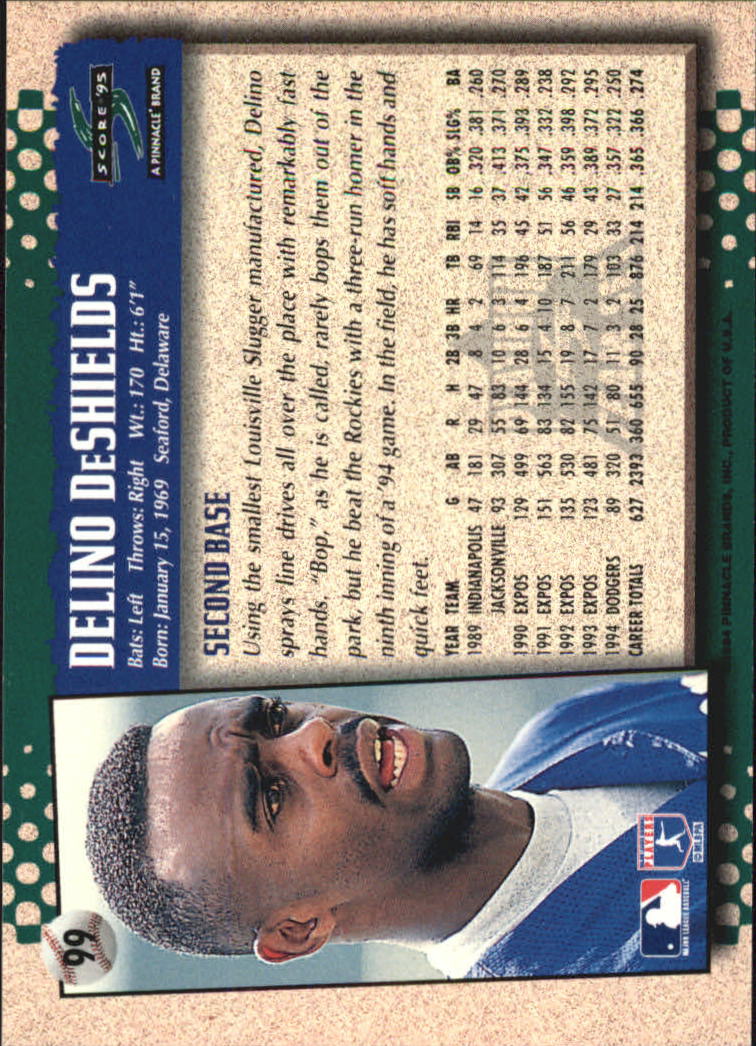 99
DELINO DeSHIELDS
Bats: Left Throws: Right Wt.: 170 Ht.: 6'1"
Born: January 15, 1969 Seaford, Delaware
SCORE '95
A PINNACLE BRAND
SECOND BASE
Using the smallest Louisville Slugger manufactured, Delino
sprays line drives all over the place with remarkably fast
hands. "Bop," as he is called, rarely bops them out of the
park, but he beat the Rockies with a three-run homer in the
ninth inning of a '94 game. In the field, he has soft hands and
quick feet.
YEAR TEAM G AB R H 2B 3B HR TB RBI SB OB% SLG% BA
1989 INDIANAPOLIS 47 181 29 47 8 4 2 69 14 16 .320 .381 .260
JACKSONVILLE 93 307 55 83 10 6 3 114 35 37 .413 .371 .270
1990 EXPOS 129 499 69 144 28 6 4 196 45 42 .375 .393 .289
1991 EXPOS 151 563 83 134 15 4 10 187 51 56 .347 .332 .238
1992 EXPOS 135 530 82 155 19 8 7 211 56 46 .359 .398 .292
1993 EXPOS 123 481 75 142 17 7 2 179 29 43 .389 .372 .295
1994 DODGERS 89 320 51 80 11 3 2 103 33 27 .357 .322 .250
CAREER TOTALS 627 2393 360 655 90 28 25 876 214 214 .365 .366 .274
MAJOR LEAGUE BASEBALL
PLAYERS
© MLBPA
PINNACLE BRANDS, INC., PRODUCT OF U.S.A.